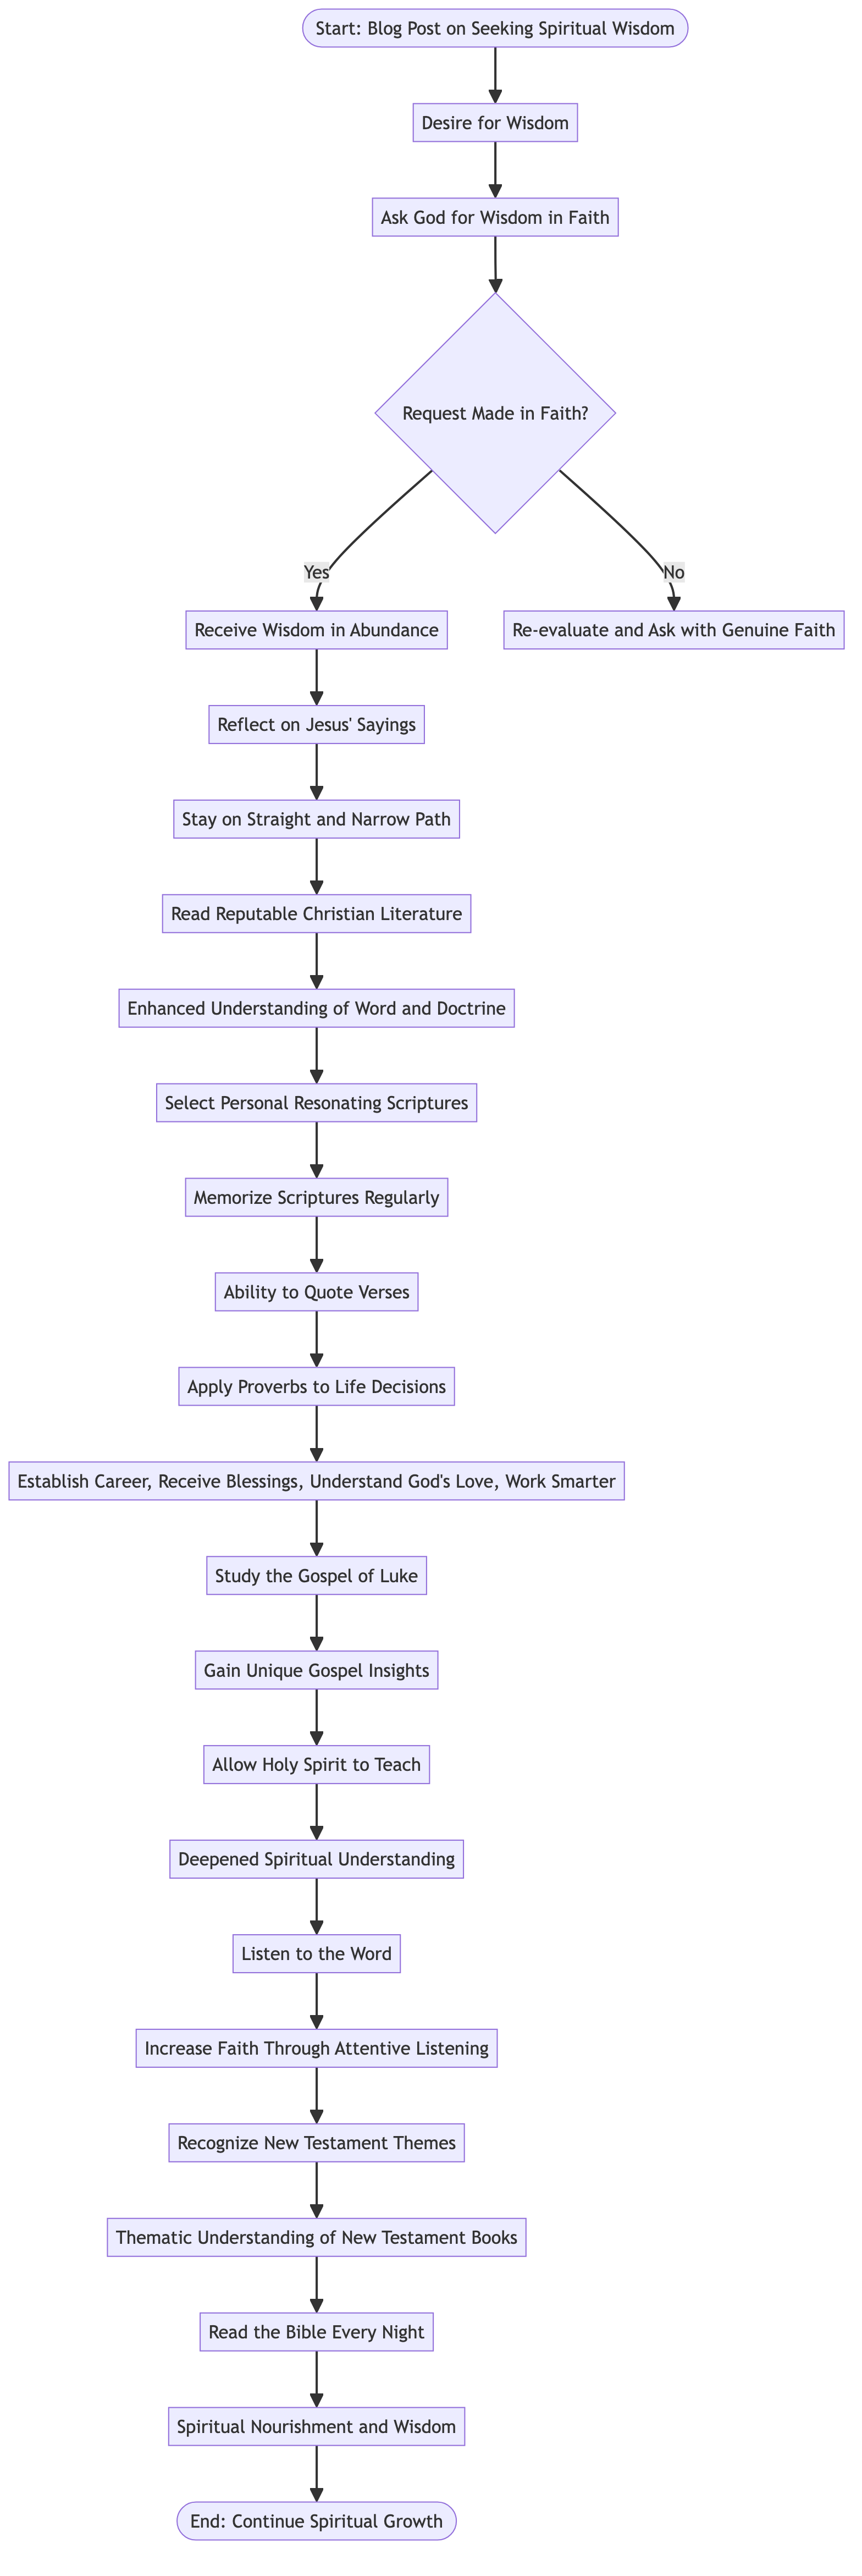 Start: Blog Post on Seeking Spiritual Wisdom
Desire for Wisdom
Ask God for Wisdom in Faith
Request Made in Faith?
Yes
No
Receive Wisdom in Abundance
Re-evaluate and Ask with Genuine Faith
Reflect on Jesus' Sayings
Stay on Straight and Narrow Path
Read Reputable Christian Literature
Enhanced Understanding of Word and Doctrine
Select Personal Resonating Scriptures
Memorize Scriptures Regularly
Ability to Quote Verses
Apply Proverbs to Life Decisions
Establish Career, Receive Blessings, Understand God's Love, Work Smarter
Study the Gospel of Luke
Gain Unique Gospel Insights
Allow Holy Spirit to Teach
Deepened Spiritual Understanding
Listen to the Word
Increase Faith Through Attentive Listening
Recognize New Testament Themes
Thematic Understanding of New Testament Books
Read the Bible Every Night
Spiritual Nourishment and Wisdom
End: Continue Spiritual Growth